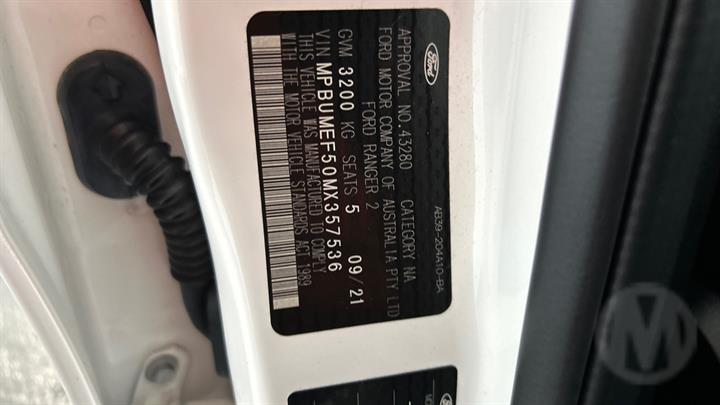 Ford
AB39-204A10-BA
APPROVAL NO.43280 CATEGORY NA
FORD MOTOR COMPANY OF AUSTRALIA PTY LTD
FORD RANGER 2
GVM 3200 KG SEATS 5 09/21
VIN MPBUMEF50MX357536
THIS VEHICLE WAS MANUFACTURED TO COMPLY
WITH THE MOTOR VEHICLE STANDARDS ACT 1989
M